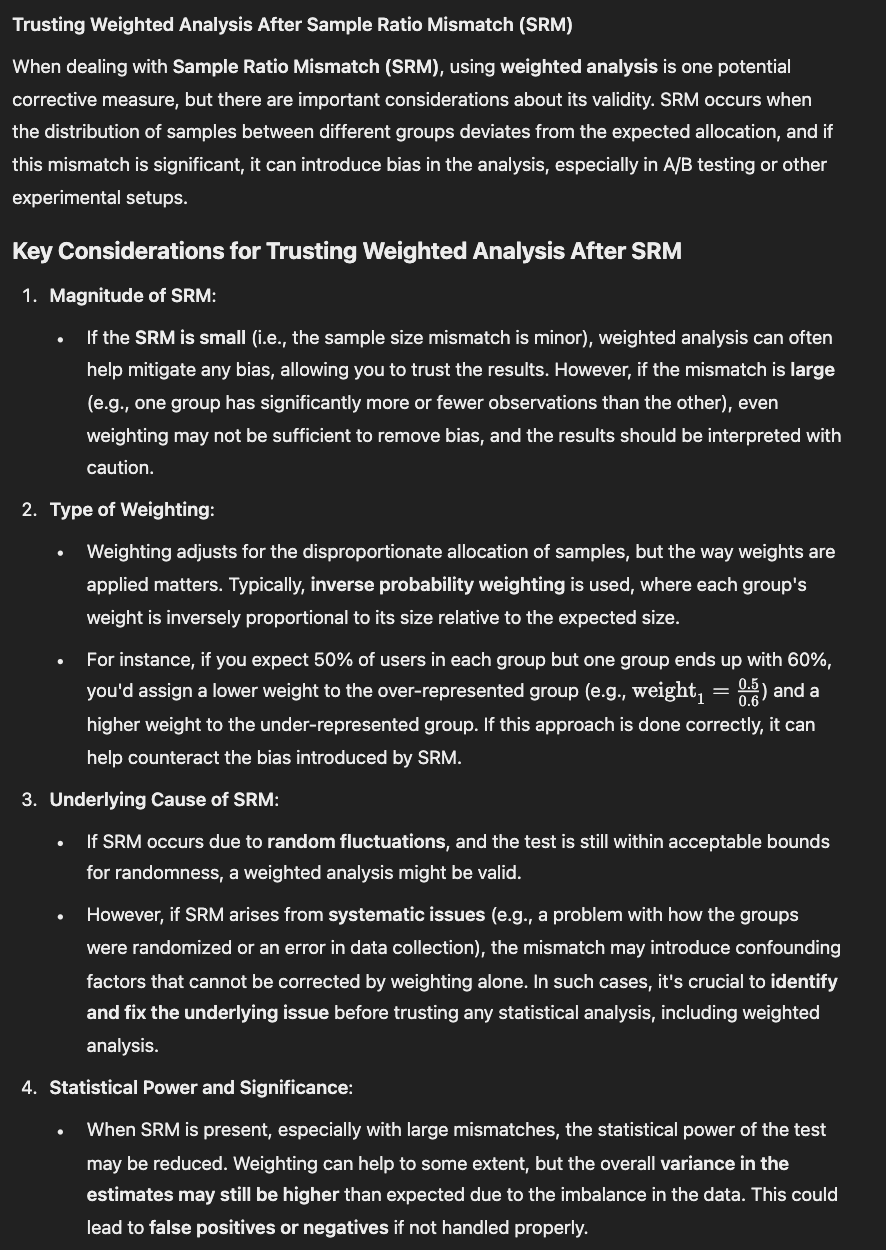 Trusting Weighted Analysis After Sample Ratio Mismatch (SRM)
When dealing with Sample Ratio Mismatch (SRM), using weighted analysis is one potential
corrective measure, but there are important considerations about its validity. SRM occurs when
the distribution of samples between different groups deviates from the expected allocation, and if
this mismatch is significant, it can introduce bias in the analysis, especially in A/B testing or other
experimental setups.
Key Considerations for Trusting Weighted Analysis After SRM
1. Magnitude of SRM:
• If the SRM is small (i.e., the sample size mismatch is minor), weighted analysis can often
help mitigate any bias, allowing you to trust the results. However, if the mismatch is large
(e.g., one group has significantly more or fewer observations than the other), even
weighting may not be sufficient to remove bias, and the results should be interpreted with
caution.
2. Type of Weighting:
• Weighting adjusts for the disproportionate allocation of samples, but the way weights are
applied matters. Typically, inverse probability weighting is used, where each group's
weight is inversely proportional to its size relative to the expected size.
• For instance, if you expect 50% of users in each group but one group ends up with 60%,
you'd assign a lower weight to the over-represented group (e.g., weight₁ = 0.5/0.6) and a
higher weight to the under-represented group. If this approach is done correctly, it can
help counteract the bias introduced by SRM.
3. Underlying Cause of SRM:
• If SRM occurs due to random fluctuations, and the test is still within acceptable bounds
for randomness, a weighted analysis might be valid.
• However, if SRM arises from systematic issues (e.g., a problem with how the groups
were randomized or an error in data collection), the mismatch may introduce confounding
factors that cannot be corrected by weighting alone. In such cases, it's crucial to identify
and fix the underlying issue before trusting any statistical analysis, including weighted
analysis.
4. Statistical Power and Significance:
• When SRM is present, especially with large mismatches, the statistical power of the test
may be reduced. Weighting can help to some extent, but the overall variance in the
estimates may still be higher than expected due to the imbalance in the data. This could
lead to false positives or negatives if not handled properly.